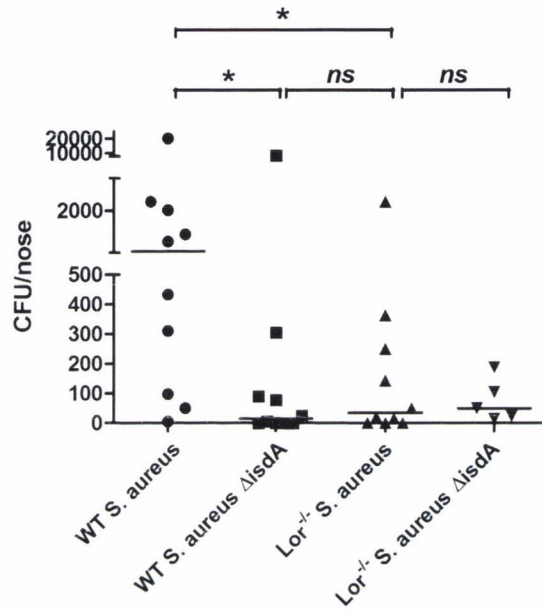 *
* ns ns
20000
10000
2000
500
400
300
200
100
0
CFU/nose
WT S. aureus
WT S. aureus ΔisdA
Lor-/- S. aureus
Lor-/- S. aureus ΔisdA